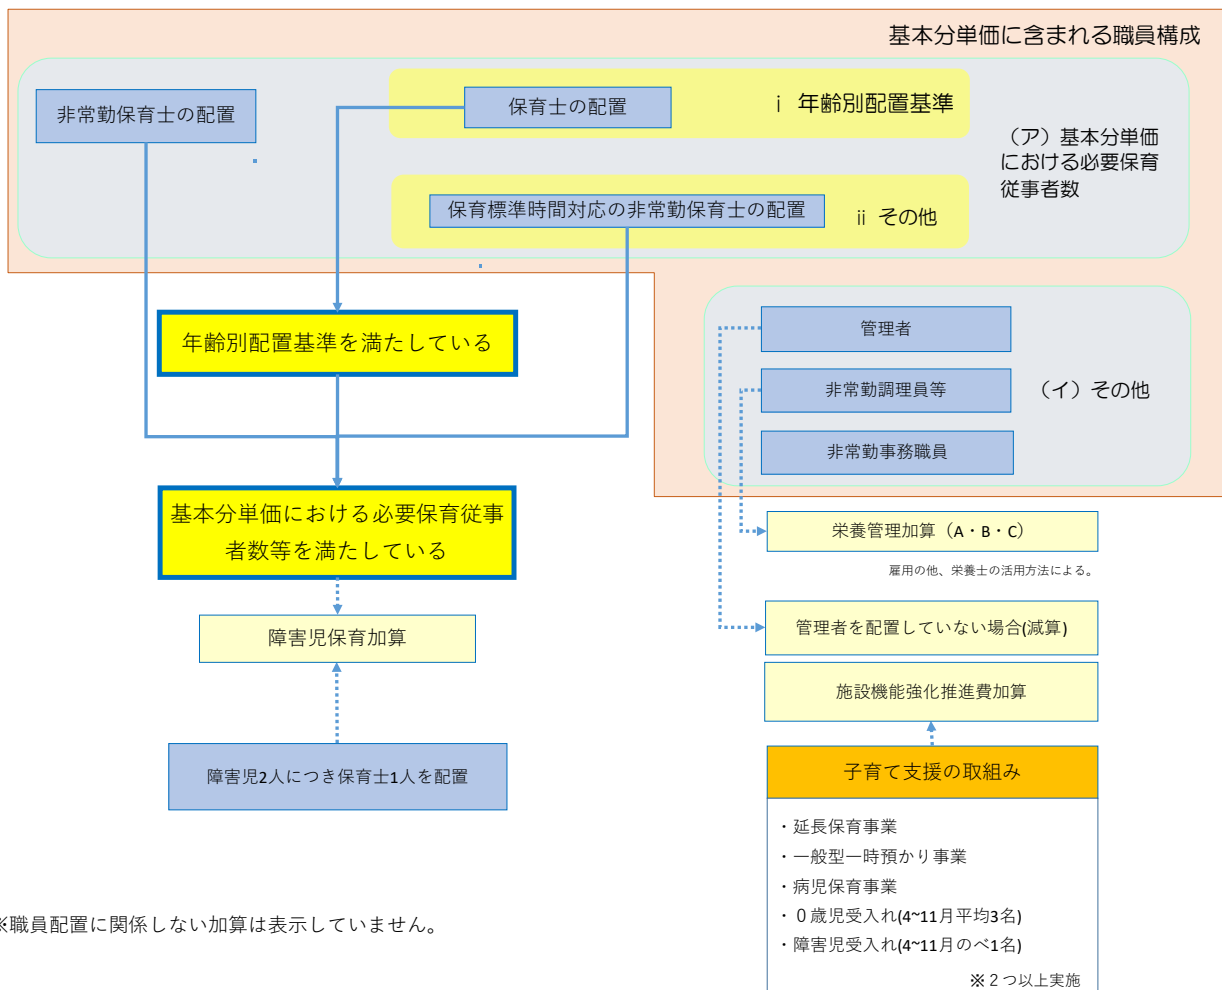 基本分単価に含まれる職員構成
非常勤保育士の配置
保育士の配置
ⅰ 年齢別配置基準
（ア）基本分単価
における必要保育
従事者数
保育標準時間対応の非常勤保育士の配置
ⅱ その他
年齢別配置基準を満たしている
管理者
非常勤調理員等
（イ）その他
非常勤事務職員
基本分単価における必要保育従事
者数等を満たしている
栄養管理加算（A・B・C）
雇用の他、栄養士の活用方法による。
障害児保育加算
管理者を配置していない場合(減算)
施設機能強化推進費加算
障害児2人につき保育士1人を配置
子育て支援の取組み
・延長保育事業
・一般型一時預かり事業
・病児保育事業
・０歳児受入れ(4~11月平均3名)
・障害児受入れ(4~11月のべ1名)
※２つ以上実施
※職員配置に関係しない加算は表示していません。